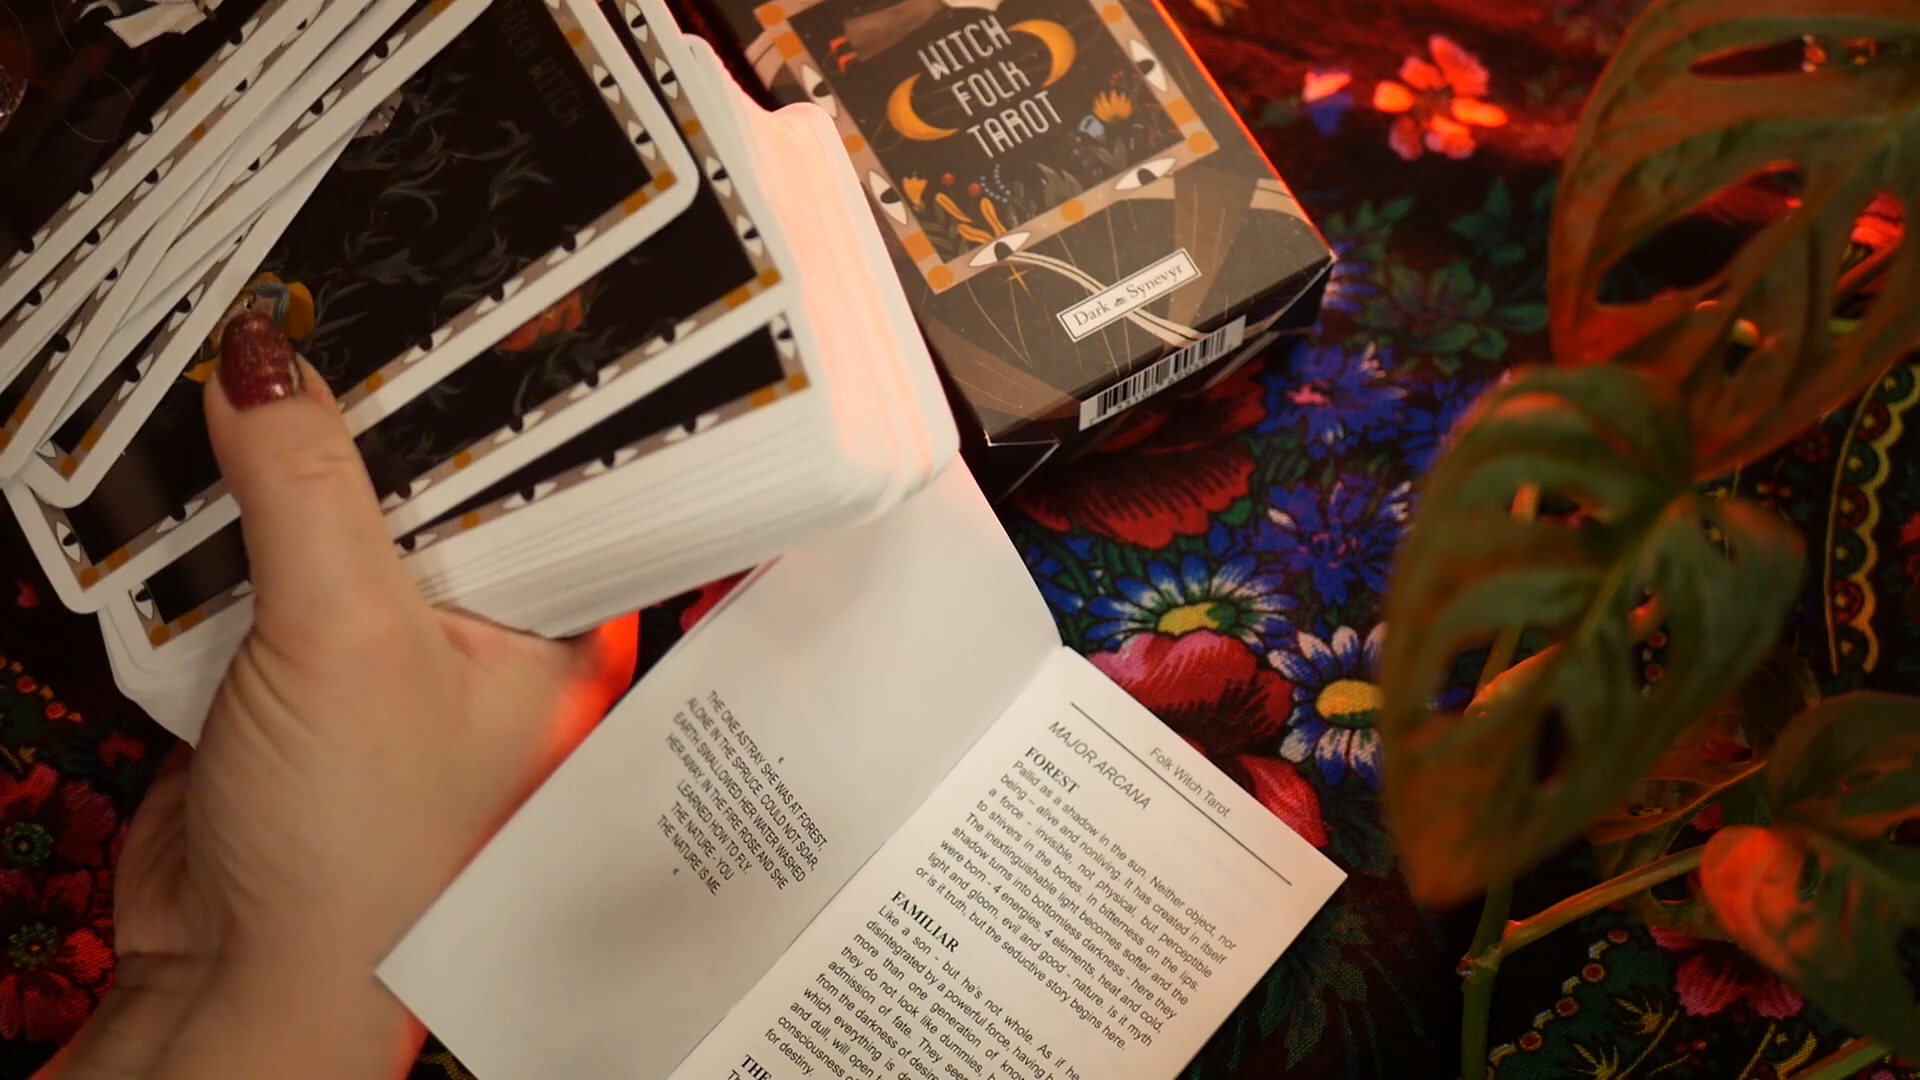 WITCH
FOLK
TAROT
Dark Synevyr
THE ONE ASTRAY SHE WAS AT FOREST,
ALONE IN THE SPRUCE. COULD NOT SOAR,
EARTH SWALLOWED HER WATER WASHED
HER AWAY, IN THE FIRE ROSE AND SHE
LEARNED HOW TO FLY.
THE NATURE - YOU
THE NATURE IS ME.
Folk Witch Tarot
MAJOR ARCANA
FOREST
Pallid as a shadow in the sun. Neither object, nor
being – alive and nonliving. It has created in itself
a force - invisible, not physical, but perceptible
to shivers in the bones, in bitterness on the lips.
The inextinguishable light becomes softer and the
shadow turns into bottomless darkness - here they
were born - 4 energies, 4 elements, heat and cold,
light and gloom, evil and good - nature. Is it myth
or is it truth, but the seductive story begins here.
FAMILIAR
Like a son - but he's not whole. As if he
disintegrated by a powerful force, having
more than one generation of
they do not look like dummies,
admission of fate. They
from the darkness of
which everything is
and dull, will open
consciousness
for destiny.
THE